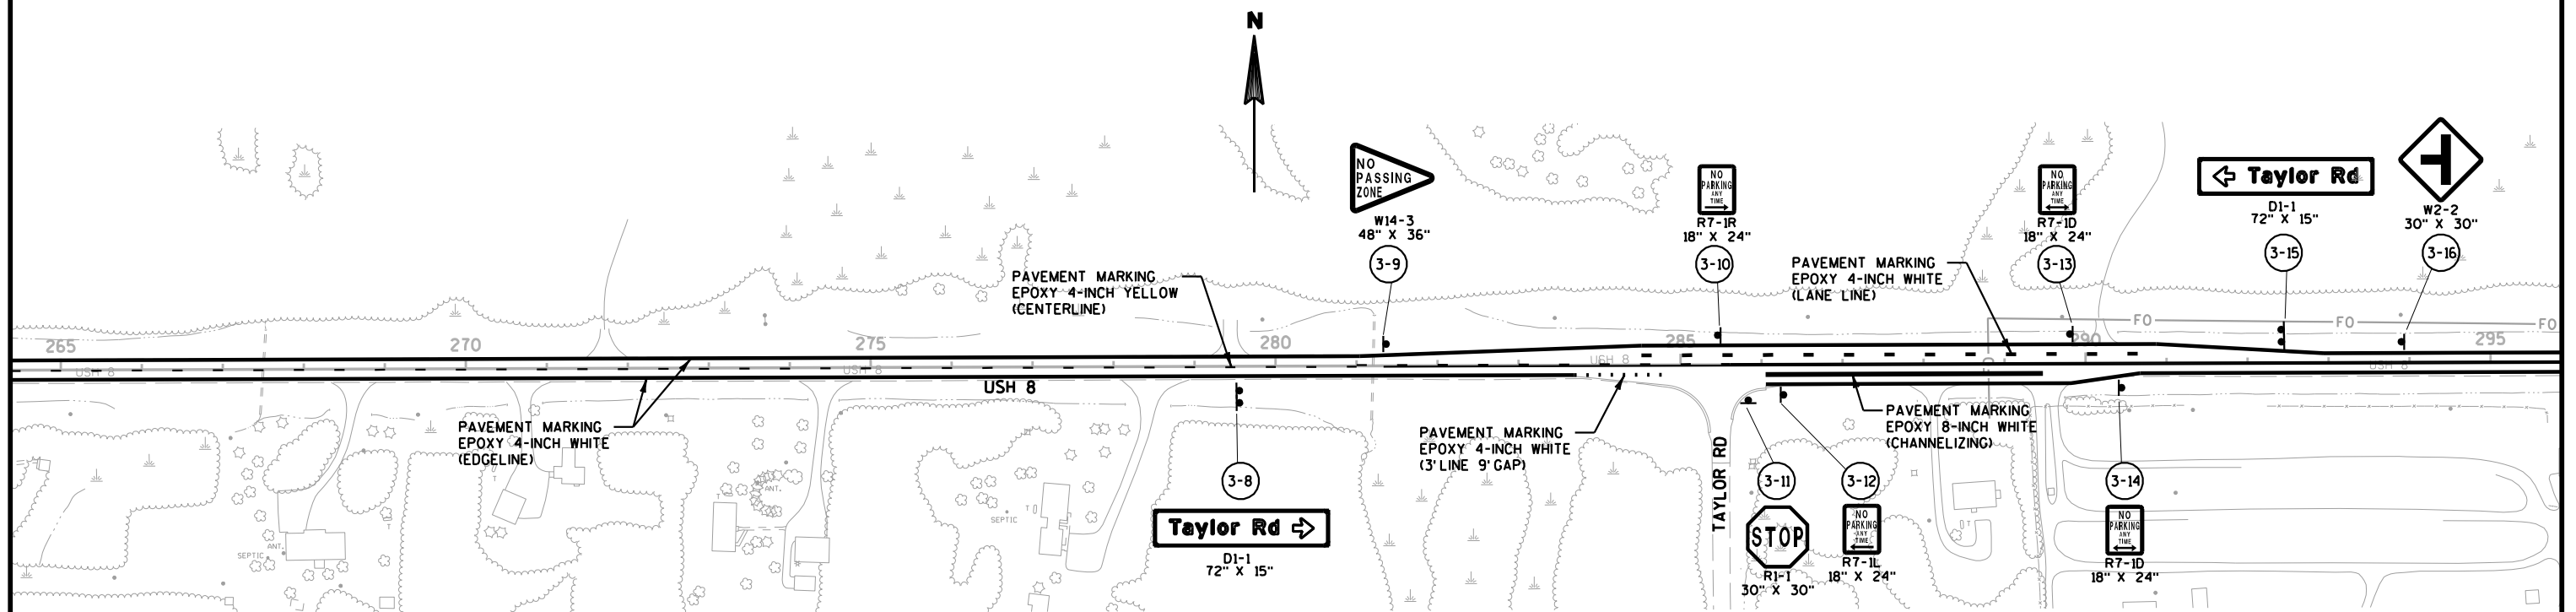 N
NO
PASSING
ZONE
W14-3
48" X 36"
3-9
NO
PARKING
ANY
TIME
R7-1R
18" X 24"
3-10
NO
PARKING
ANY
TIME
R7-1D
18" X 24"
3-13
Taylor Rd
D1-1
72" X 15"
3-15
W2-2
30" X 30"
3-16
PAVEMENT MARKING
EPOXY 4-INCH YELLOW
(CENTERLINE)
PAVEMENT MARKING
EPOXY 4-INCH WHITE
(LANE LINE)
FO
FO
FO
265
270
275
280
285
290
295
USH 8
USH 8
USH 8
USH 8
USH 8
PAVEMENT MARKING
EPOXY 4-INCH WHITE
(EDGELINE)
PAVEMENT MARKING
EPOXY 4-INCH WHITE
(3'LINE 9'GAP)
PAVEMENT MARKING
EPOXY 8-INCH WHITE
(CHANNELIZING)
TAYLOR RD
3-8
Taylor Rd
D1-1
72" X 15"
3-11
STOP
R1-1
30" X 30"
3-12
NO
PARKING
ANY
TIME
R7-1L
18" X 24"
3-14
NO
PARKING
ANY
TIME
R7-1D
18" X 24"
ANT.
SEPTIC
ANT.
SEPTIC